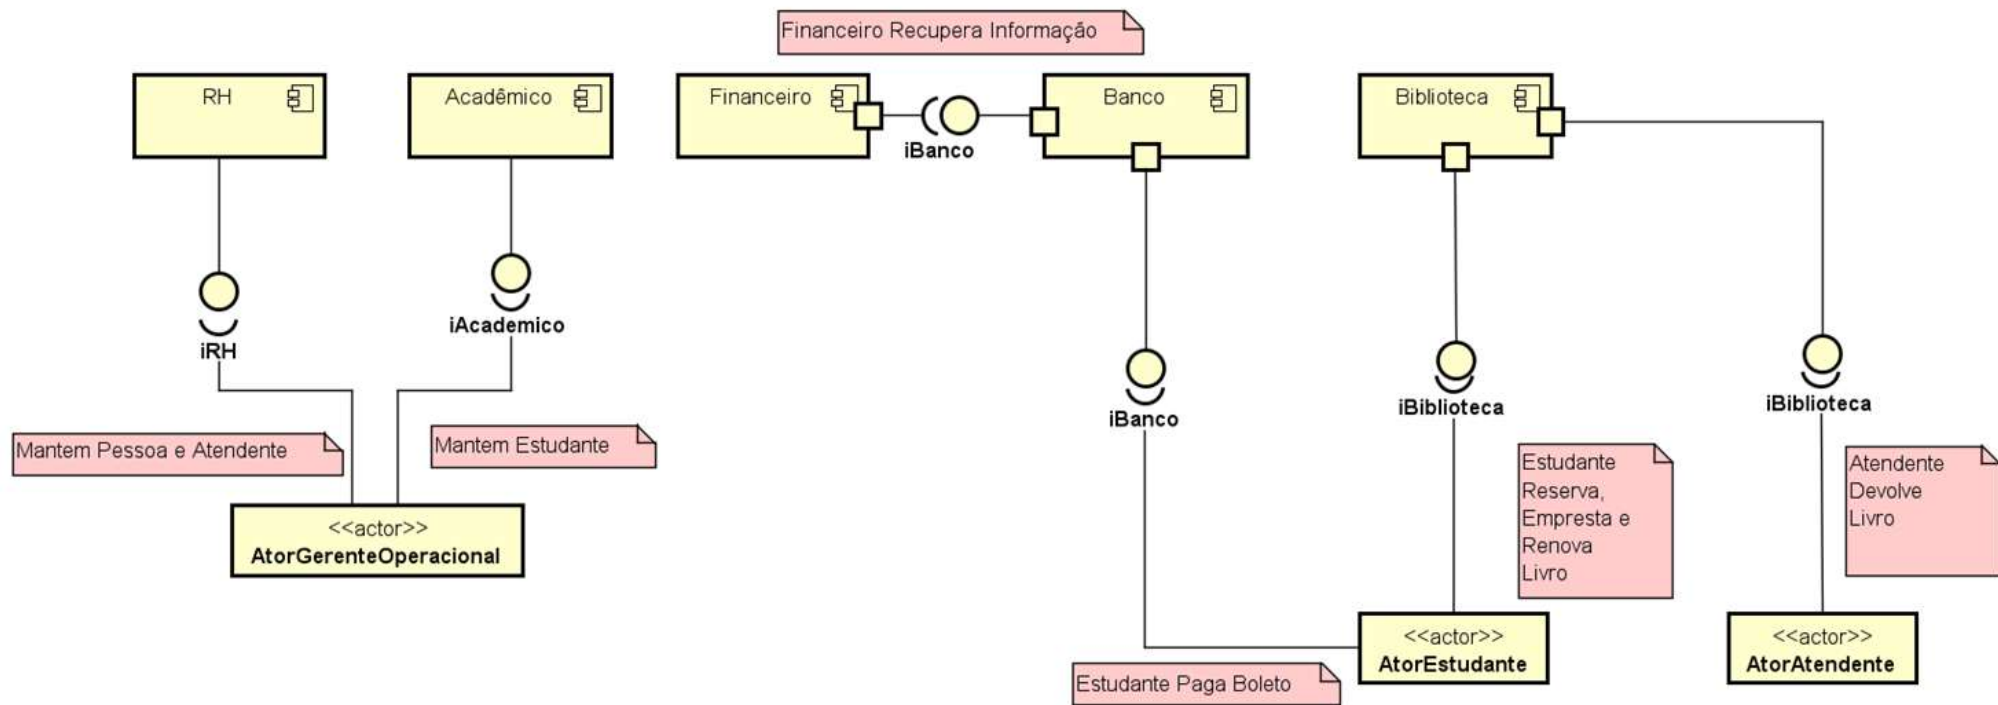 Financeiro Recupera Informação
RH
Acadêmico
Financeiro
Banco
Biblioteca
iBanco
iAcademico
iRH
iBanco
iBiblioteca
iBiblioteca
Mantem Pessoa e Atendente
Mantem Estudante
Estudante
Reserva,
Empresta e
Renova
Livro
Atendente
Devolve
Livro
<<actor>>
AtorGerenteOperacional
<<actor>>
AtorEstudante
<<actor>>
AtorAtendente
Estudante Paga Boleto